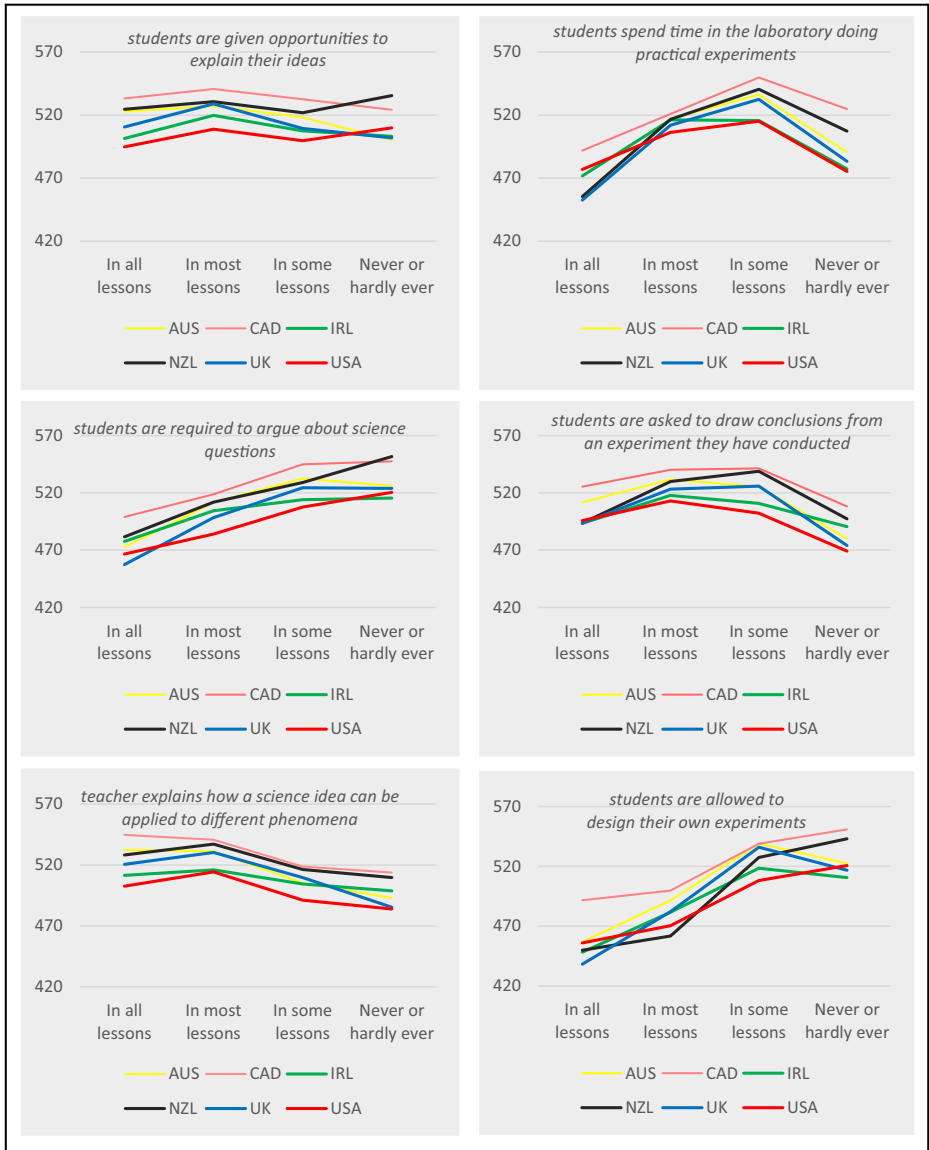 students are given opportunities to
explain their ideas
570
520
470
420
In all
lessons
In most
lessons
In some
lessons
Never or
hardly ever
AUS CAD IRL
NZL UK USA
students spend time in the laboratory doing
practical experiments
570
520
470
420
In all
lessons
In most
lessons
In some
lessons
Never or
hardly ever
AUS CAD IRL
NZL UK USA
students are required to argue about science
questions
570
520
470
420
In all
lessons
In most
lessons
In some
lessons
Never or
hardly ever
AUS CAD IRL
NZL UK USA
students are asked to draw conclusions from
an experiment they have conducted
570
520
470
420
In all
lessons
In most
lessons
In some
lessons
Never or
hardly ever
AUS CAD IRL
NZL UK USA
teacher explains how a science idea can be
applied to different phenomena
570
520
470
420
In all
lessons
In most
lessons
In some
lessons
Never or
hardly ever
AUS CAD IRL
NZL UK USA
students are allowed to
design their own experiments
570
520
470
420
In all
lessons
In most
lessons
In some
lessons
Never or
hardly ever
AUS CAD IRL
NZL UK USA